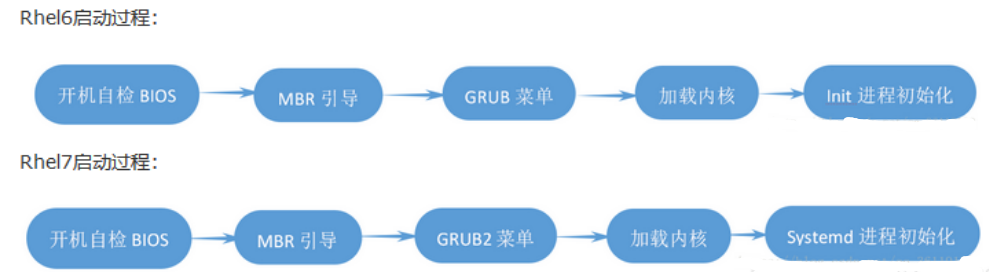 Rhel6启动过程：
开机自检 BIOS
MBR 引导
GRUB 菜单
加载内核
Init 进程初始化
Rhel7启动过程：
开机自检 BIOS
MBR 引导
GRUB2 菜单
加载内核
Systemd 进程初始化